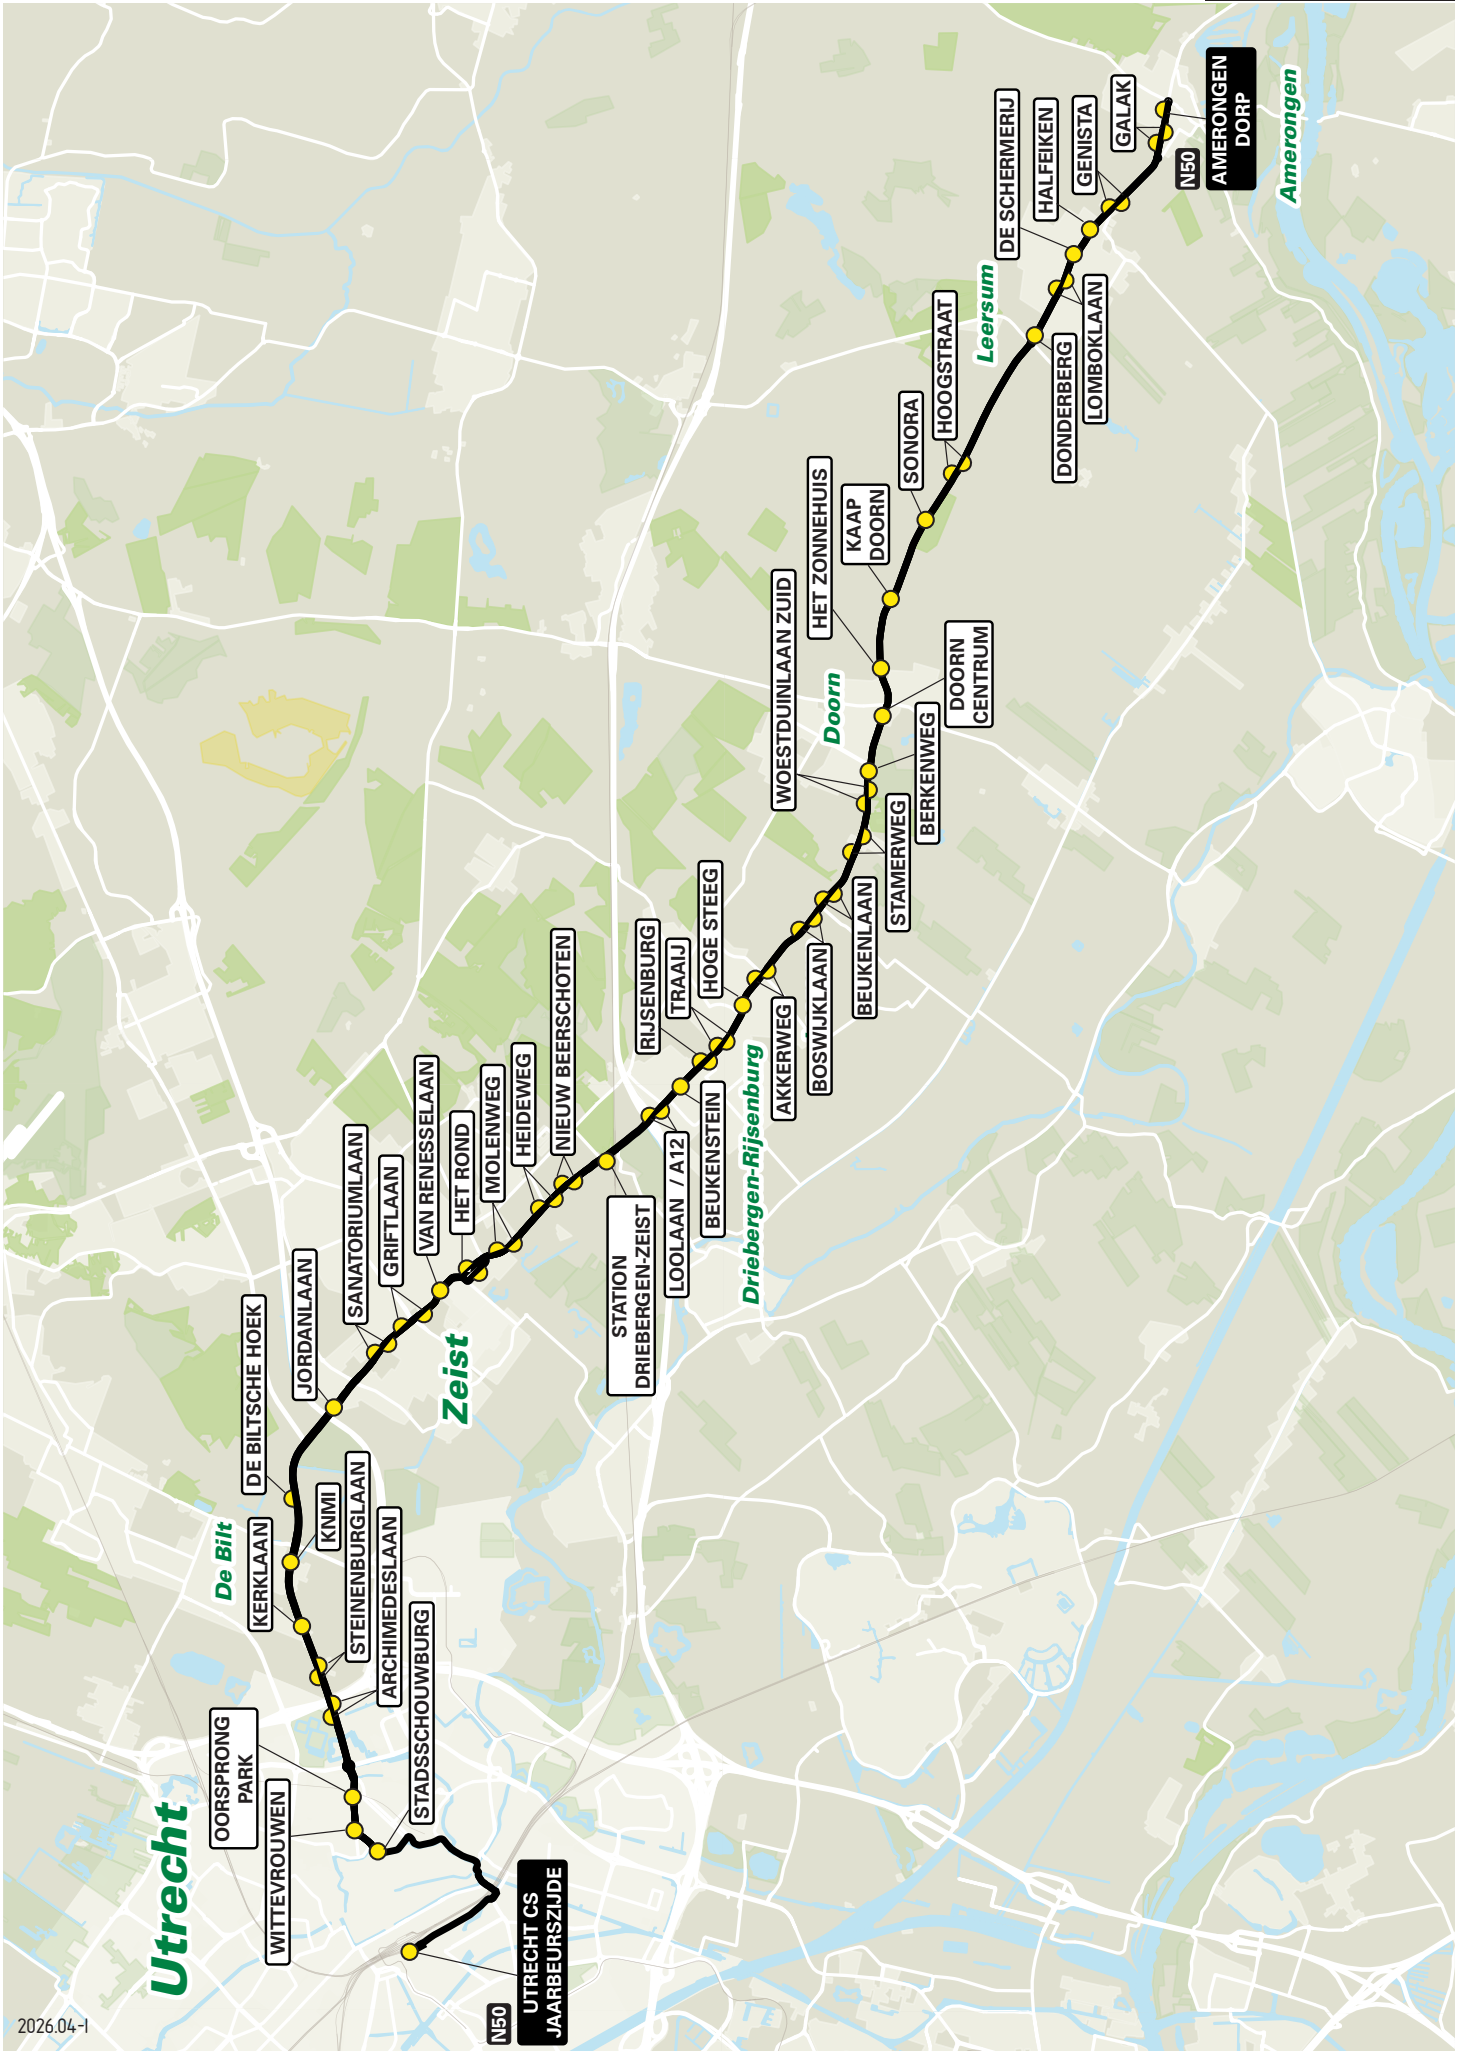 2026.04-I
Utrecht
N50
UTRECHT CS
JAARBEURSZIJDE
STADSSCHOUWBURG
WITTEVROUWEN
OORSPRONG
PARK
ARCHIMEDESLAAN
STEINENBURGLAAN
KERKLAAN
De Bilt
KNMI
DE BILTSCHE HOEK
JORDANLAAN
SANATORIUMLAAN
GRIFTLAAN
VAN RENESSELAAN
Zeist
HET ROND
MOLENWEG
HEIDEWEG
NIEUW BEERSCHOTEN
STATION
DRIEBERGEN-ZEIST
LOOLAAN / A12
BEUKENSTEIN
Driebergen-Rijsenburg
RIJSENBURG
TRAAIJ
HOGE STEEG
AKKERWEG
BOSWIJKLAAN
BEUKENLAAN
STAMERWEG
WOESTDUINLAAN ZUID
BERKENWEG
Doorn
DOORN
CENTRUM
HET ZONNEHUIS
KAAP
DOORN
SONORA
HOOGSTRAAT
DONDERBERG
Leersum
LOMBOKLAAN
DE SCHERMERIJ
HALFEIKEN
GENISTA
GALAK
N50
AMERONGEN
DORP
Amerongen